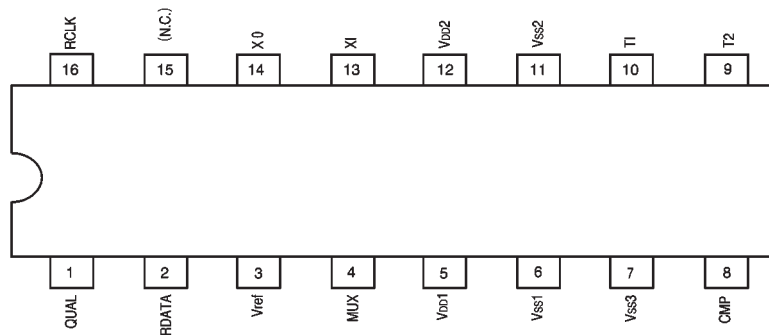 RCLK (N.C.) X0 XI VDD2 VSS2 TI T2
16 15 14 13 12 11 10 9
1 2 3 4 5 6 7 8
QUAL RDATA Vref MUX VDD1 VSS1 VSS3 CMP